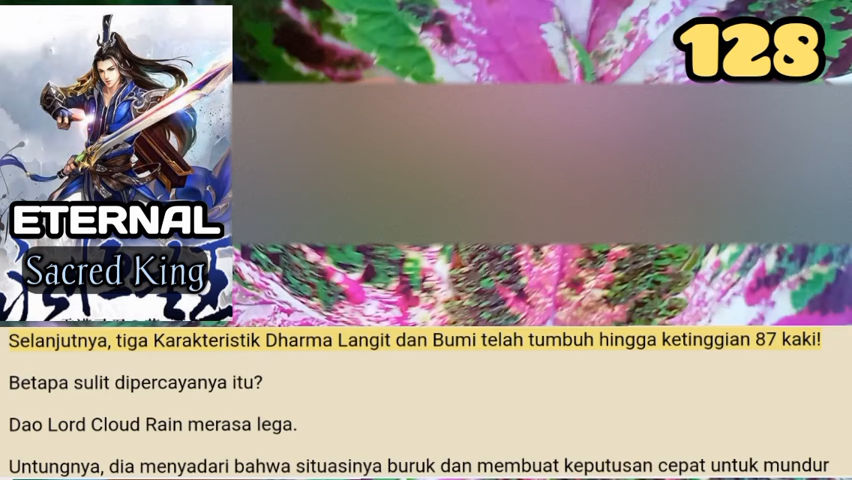 128
ETERNAL
Sacred King
Selanjutnya, tiga Karakteristik Dharma Langit dan Bumi telah tumbuh hingga ketinggian 87 kaki!
Betapa sulit dipercayanya itu?
Dao Lord Cloud Rain merasa lega.
Untungnya, dia menyadari bahwa situasinya buruk dan membuat keputusan cepat untuk mundur